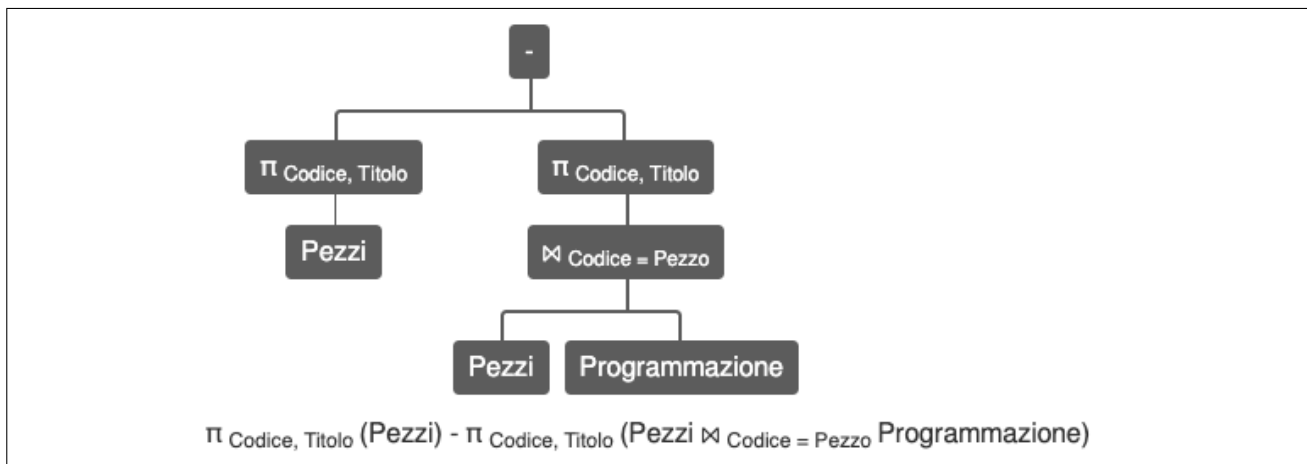 -
π Codice, Titolo π Codice, Titolo
Pezzi ⋈ Codice = Pezzo
Pezzi Programmazione
π Codice, Titolo (Pezzi) - π Codice, Titolo (Pezzi ⋈ Codice = Pezzo Programmazione)